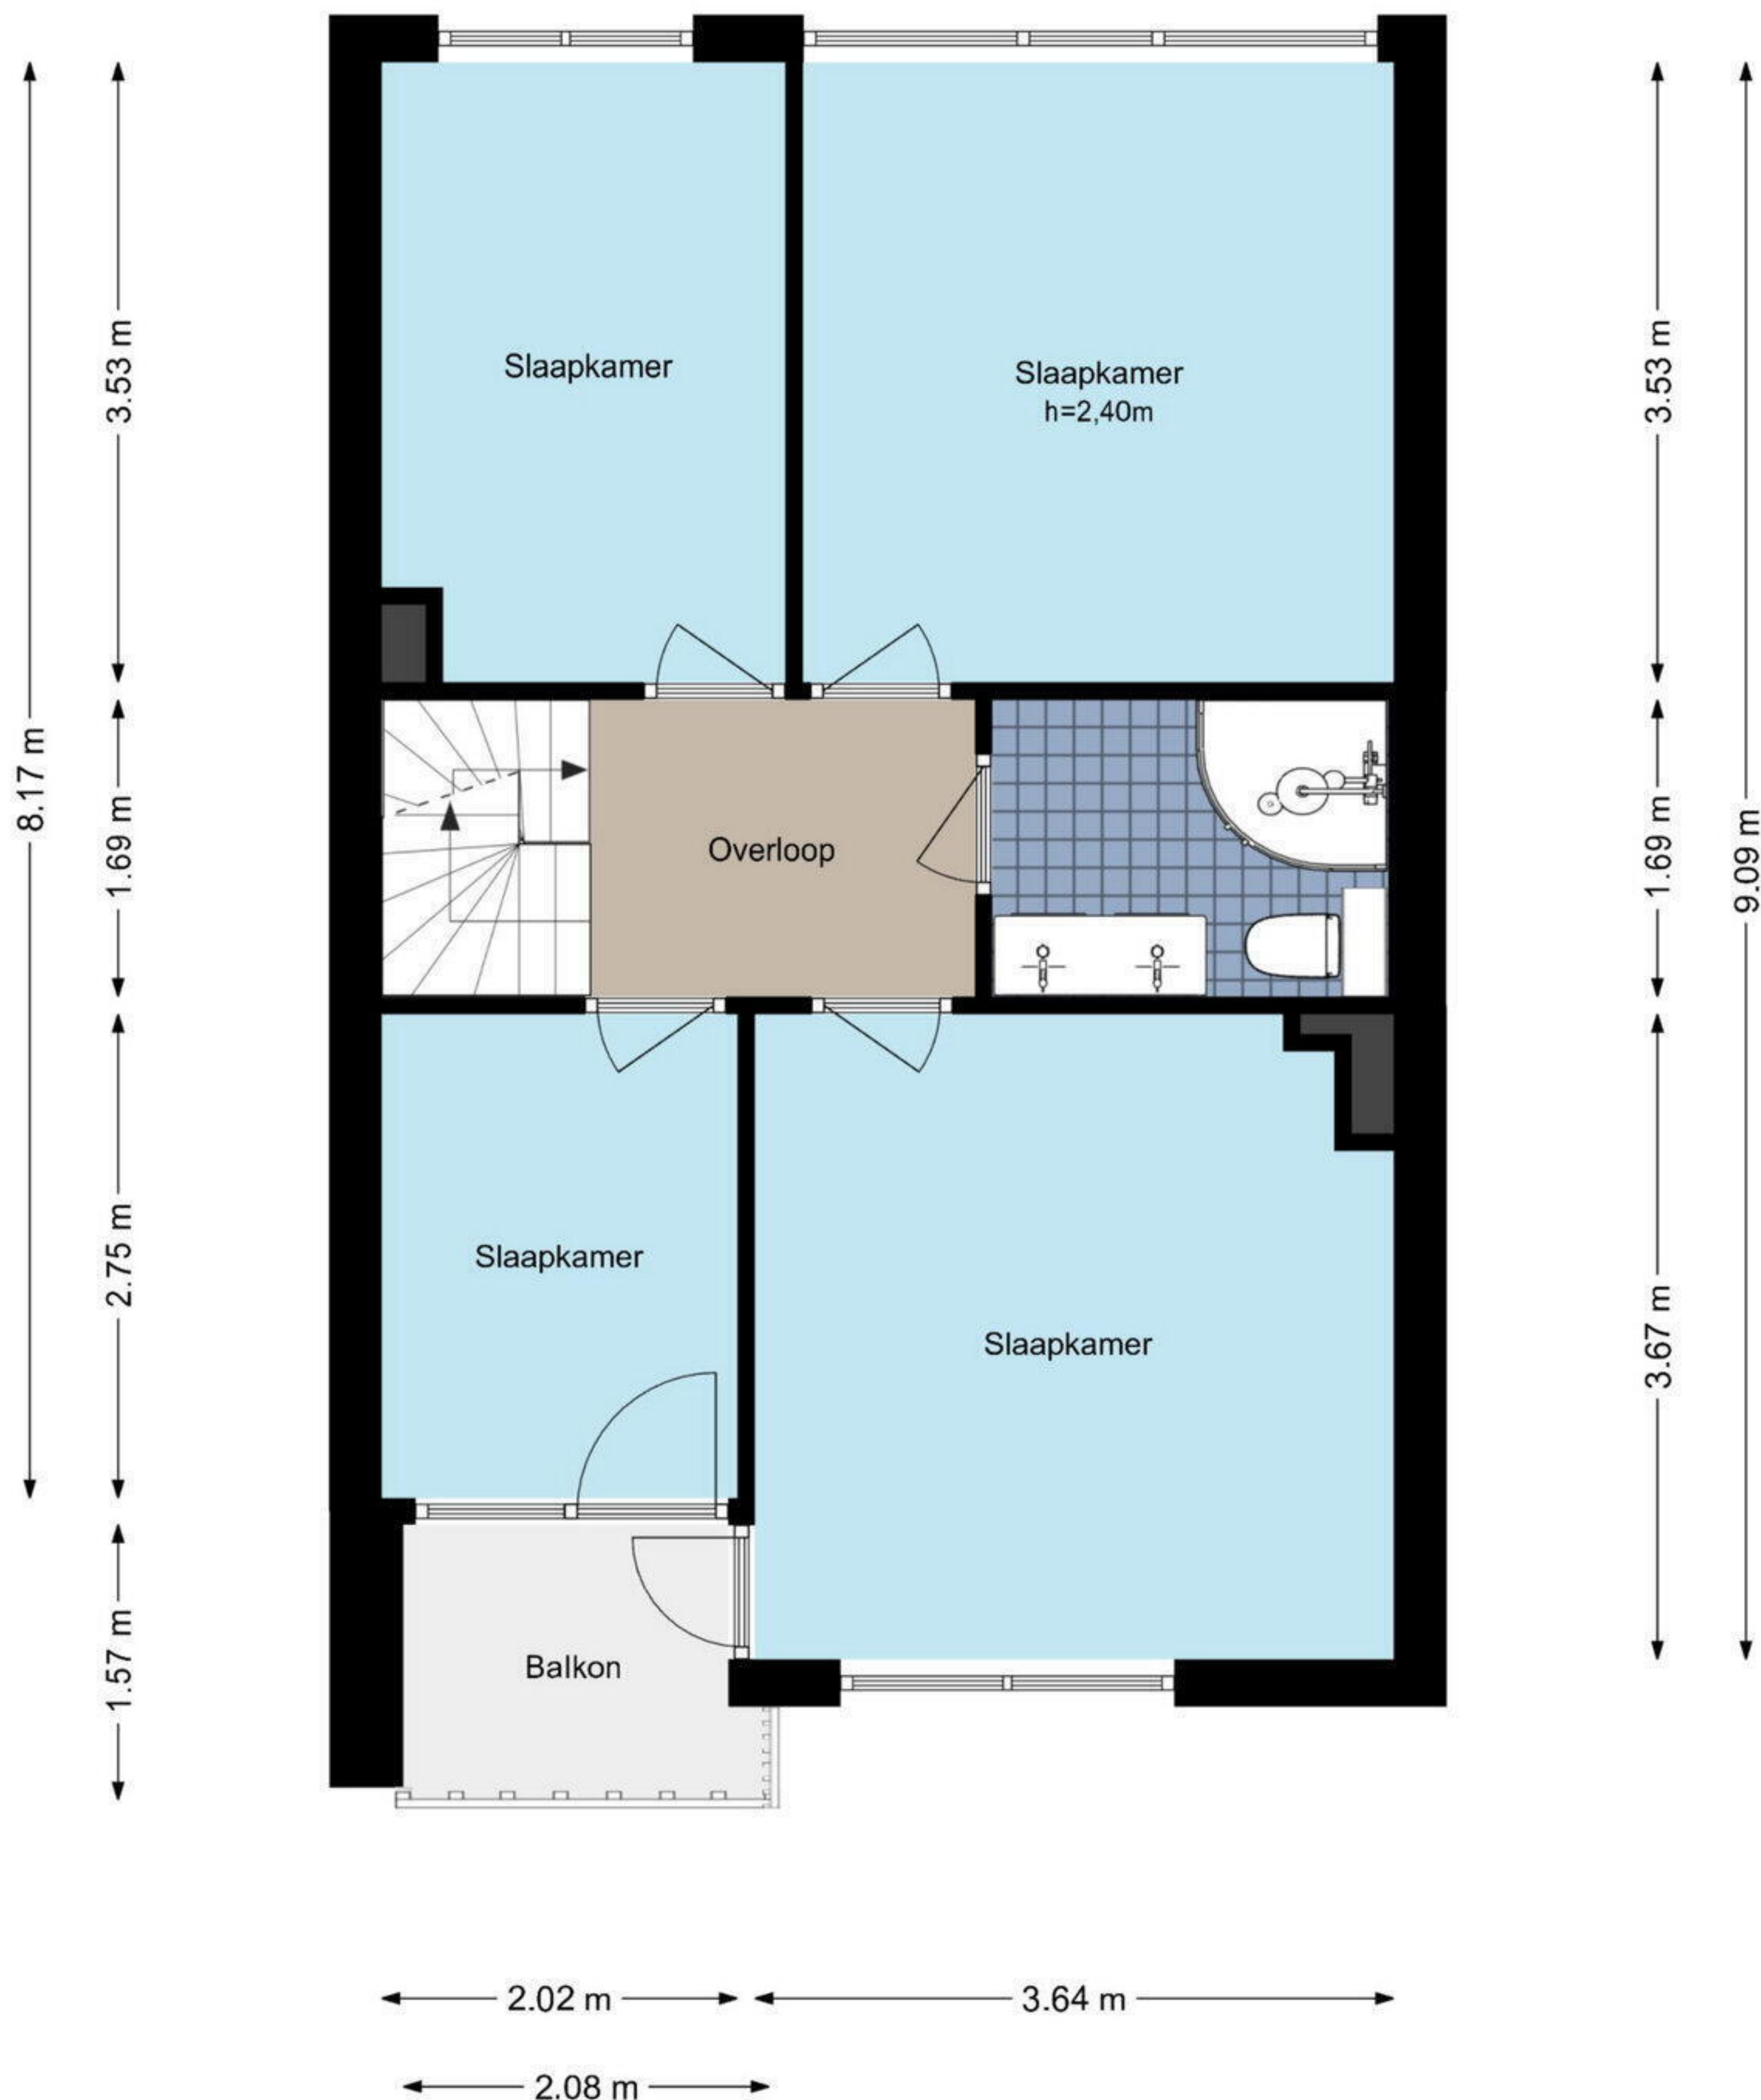 Slaapkamer
Slaapkamer
h=2,40m
3.53 m
3.53 m
8.17 m
1.69 m
Overloop
1.69 m
9.09 m
2.75 m
Slaapkamer
Slaapkamer
3.67 m
1.57 m
Balkon
2.02 m
3.64 m
2.08 m